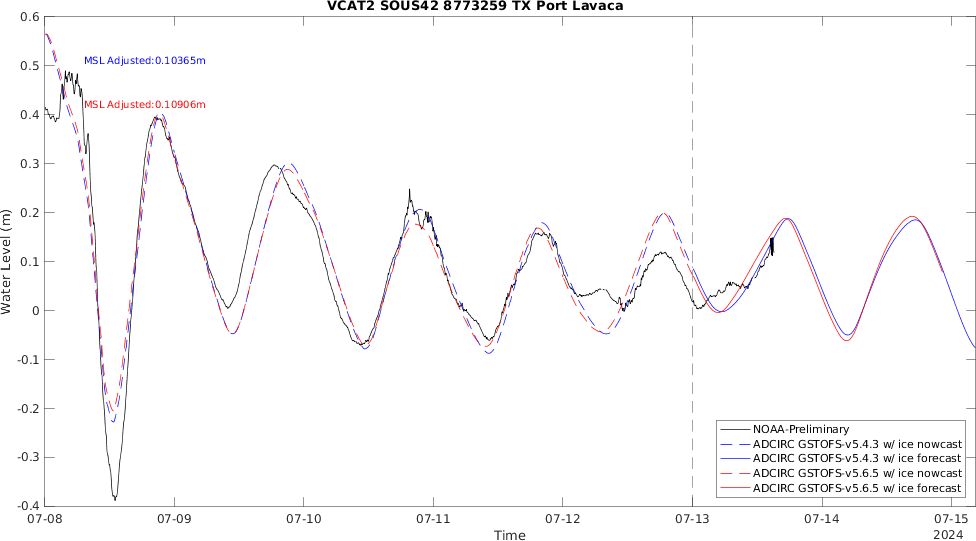 VCAT2 SOUS42 8773259 TX Port Lavaca
0.6
0.5
0.4
0.3
0.2
0.1
0
-0.1
-0.2
-0.3
-0.4
Water Level (m)
MSL Adjusted:0.10365m
MSL Adjusted:0.10906m
NOAA-Preliminary
ADCIRC GSTOFS-v5.4.3 w/ ice nowcast
ADCIRC GSTOFS-v5.4.3 w/ ice forecast
ADCIRC GSTOFS-v5.6.5 w/ ice nowcast
ADCIRC GSTOFS-v5.6.5 w/ ice forecast
07-08 07-09 07-10 07-11 07-12 07-13 07-14 07-15
Time
2024